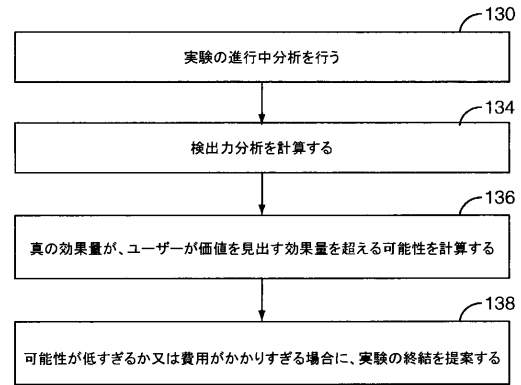 130
実験の進行中分析を行う
134
検出力分析を計算する
136
真の効果量が、ユーザーが価値を見出す効果量を超える可能性を計算する
138
可能性が低すぎるか又は費用がかかりすぎる場合に、実験の終結を提案する